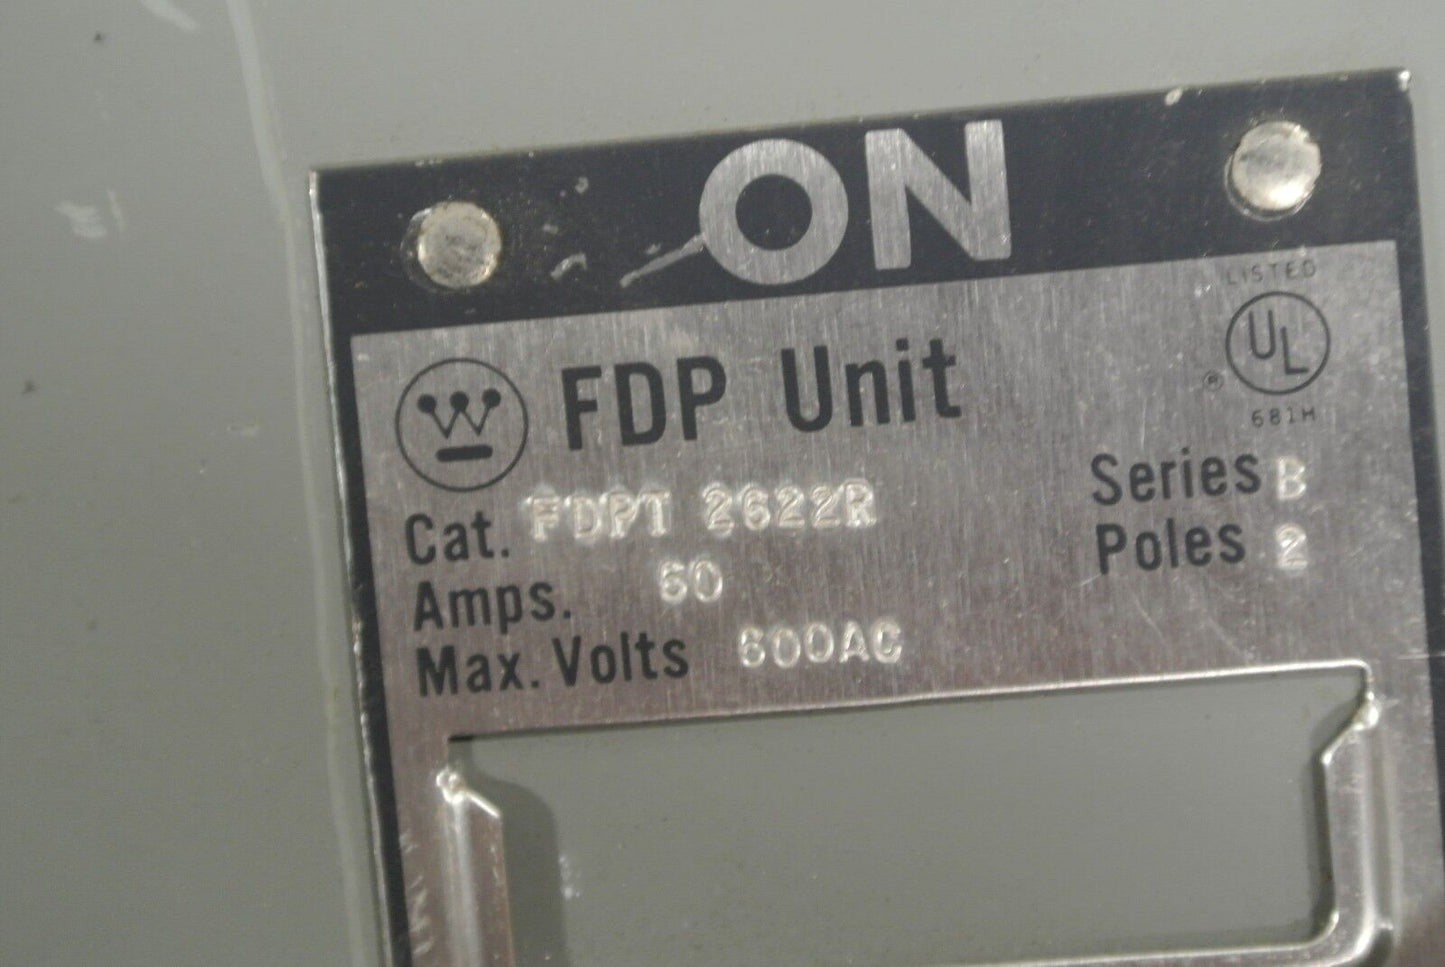 ON
LISTED
UL
®
681H
W
FDP Unit
Cat. FDPT 2622R
Series B
Amps. 60
Poles 2
Max. Volts 600AC